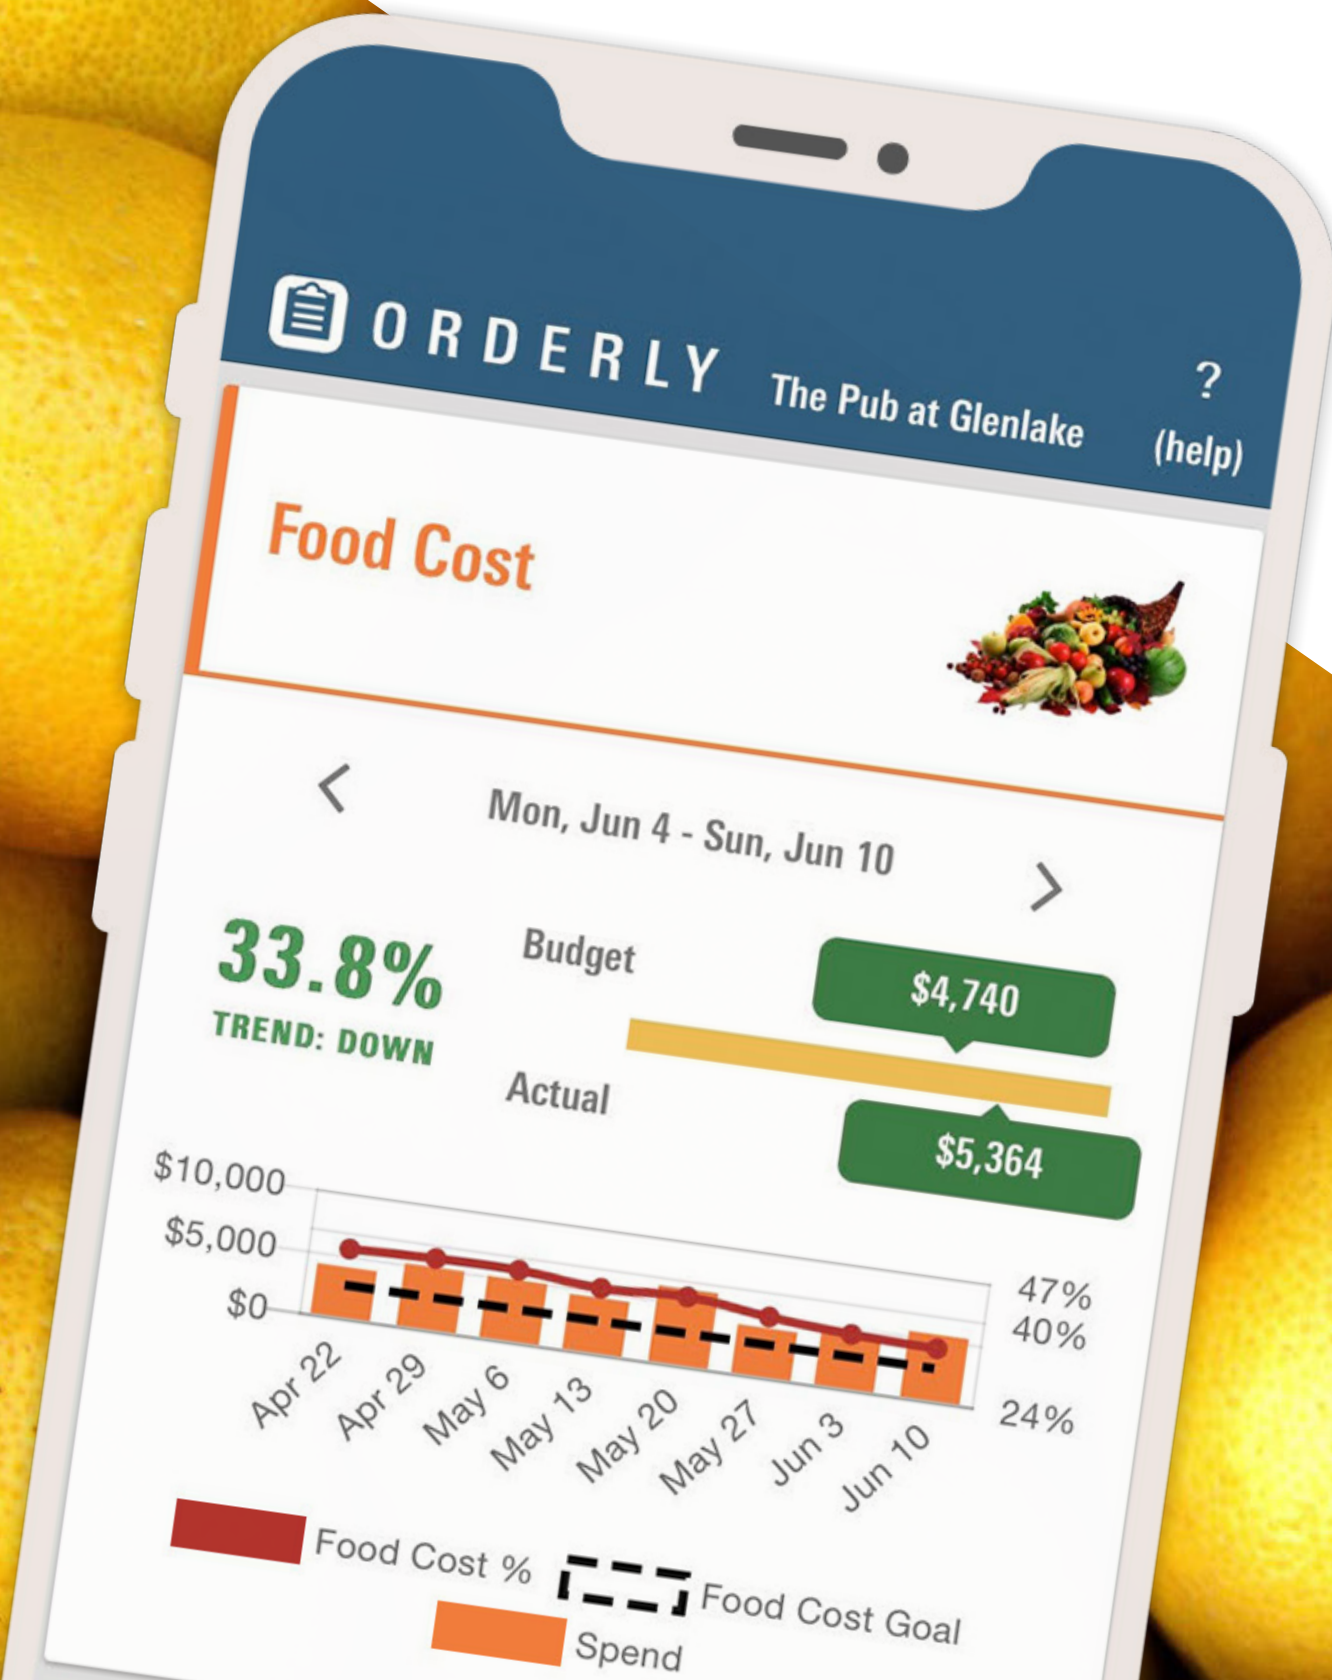 ORDERLY The Pub at Glenlake ?
(help)
Food Cost
Mon, Jun 4 - Sun, Jun 10
33.8%
TREND: DOWN
Budget
$4,740
Actual
$5,364
$10,000
$5,000
$0
47%
40%
24%
Apr 22
Apr 29
May 6
May 13
May 20
May 27
Jun 3
Jun 10
Food Cost %
Food Cost Goal
Spend